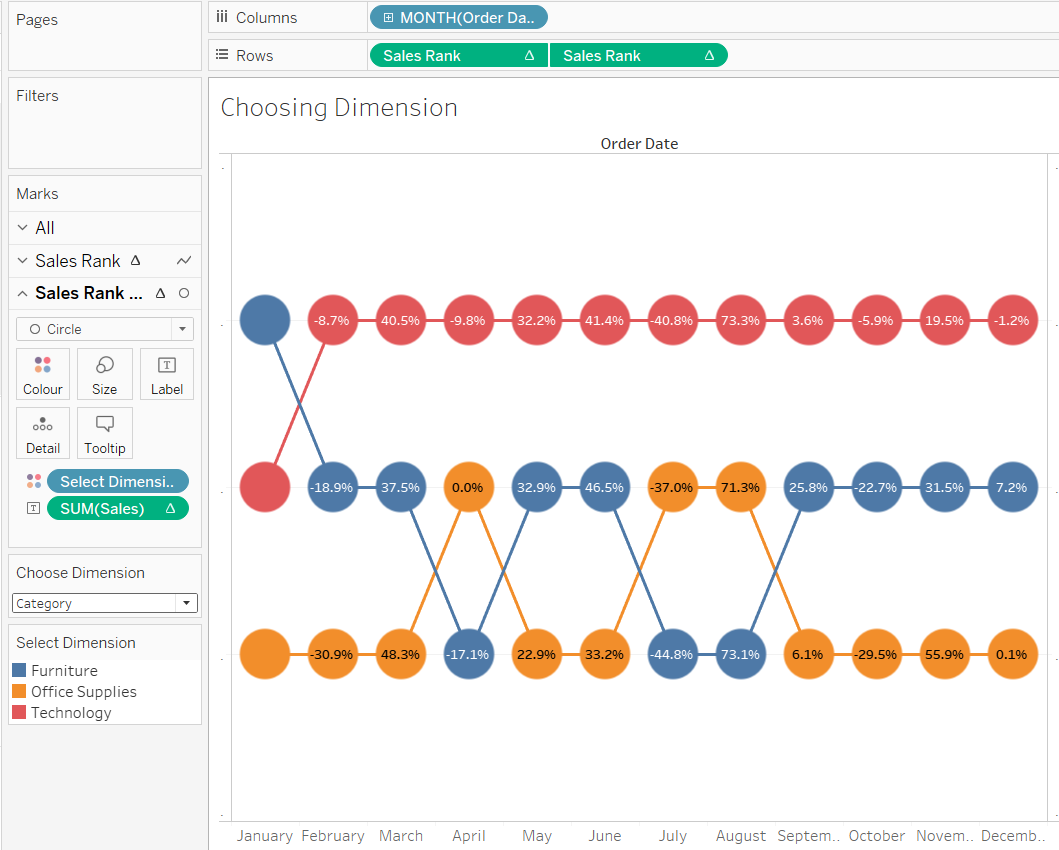 Pages
Columns
MONTH(Order Da..
Rows
Sales Rank
Sales Rank
Filters
Marks
All
Sales Rank
Sales Rank ...
Circle
Colour
Size
Label
T
Detail
Tooltip
Select Dimensi..
T
SUM(Sales)
Choose Dimension
Category
Select Dimension
Furniture
Office Supplies
Technology
Choosing Dimension
Order Date
-8.7% 40.5% -9.8% 32.2% 41.4% -40.8% 73.3% 3.6% -5.9% 19.5% -1.2%
-18.9% 37.5% 0.0% 32.9% 46.5% -37.0% 71.3% 25.8% -22.7% 31.5% 7.2%
-30.9% 48.3% -17.1% 22.9% 33.2% -44.8% 73.1% 6.1% -29.5% 55.9% 0.1%
January February March April May June July August Septem.. October Novem.. Decemb..